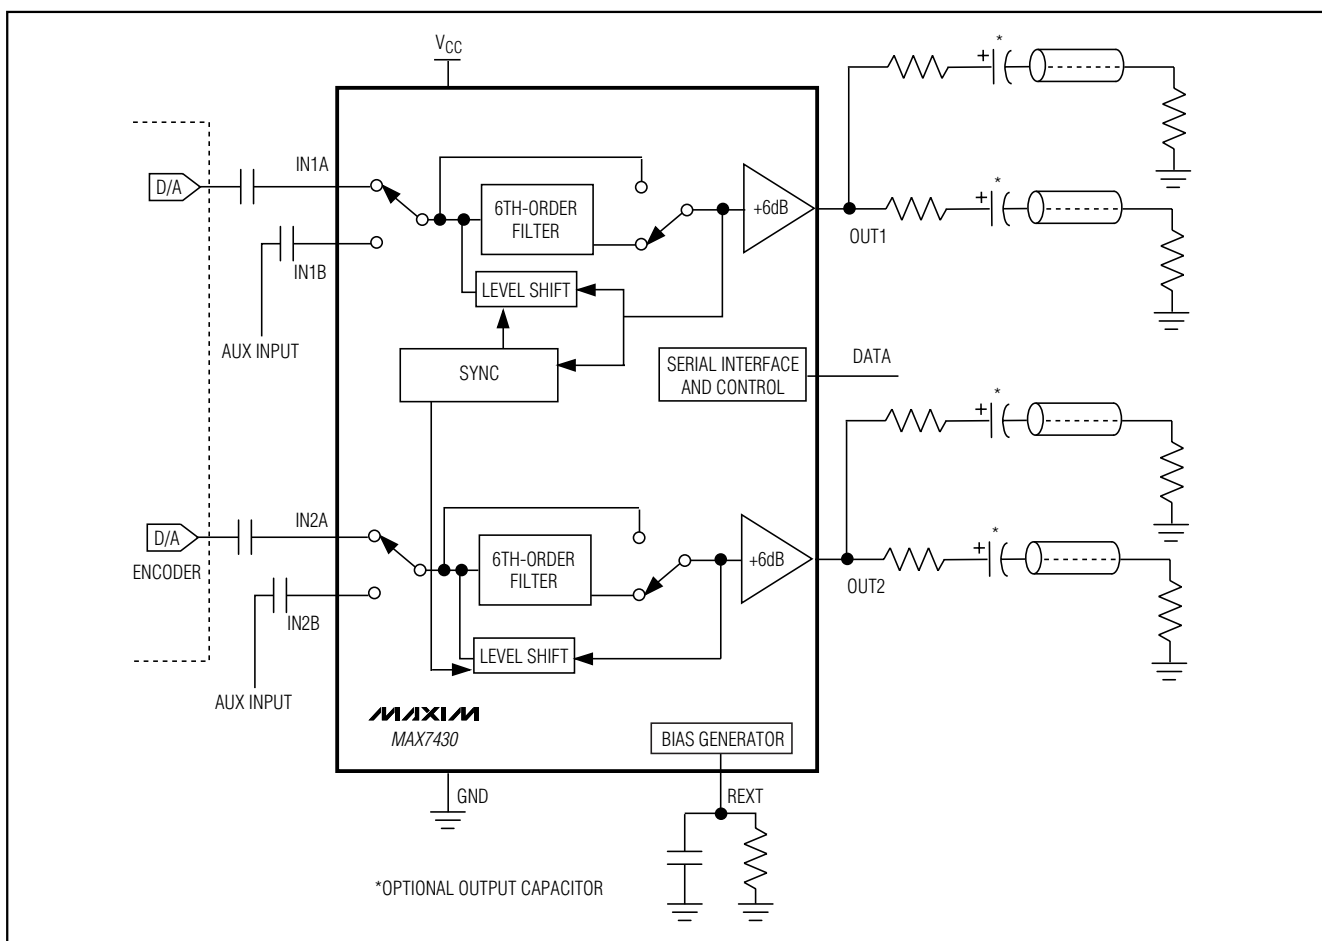 VCC
+ *
IN1A
D/A
6TH-ORDER
FILTER
+6dB
+ *
OUT1
IN1B
LEVEL SHIFT
AUX INPUT
SYNC
SERIAL INTERFACE
AND CONTROL
DATA
+ *
IN2A
D/A
ENCODER
6TH-ORDER
FILTER
+6dB
+ *
OUT2
IN2B
LEVEL SHIFT
AUX INPUT
MAXIM
MAX7430
BIAS GENERATOR
GND
REXT
*OPTIONAL OUTPUT CAPACITOR